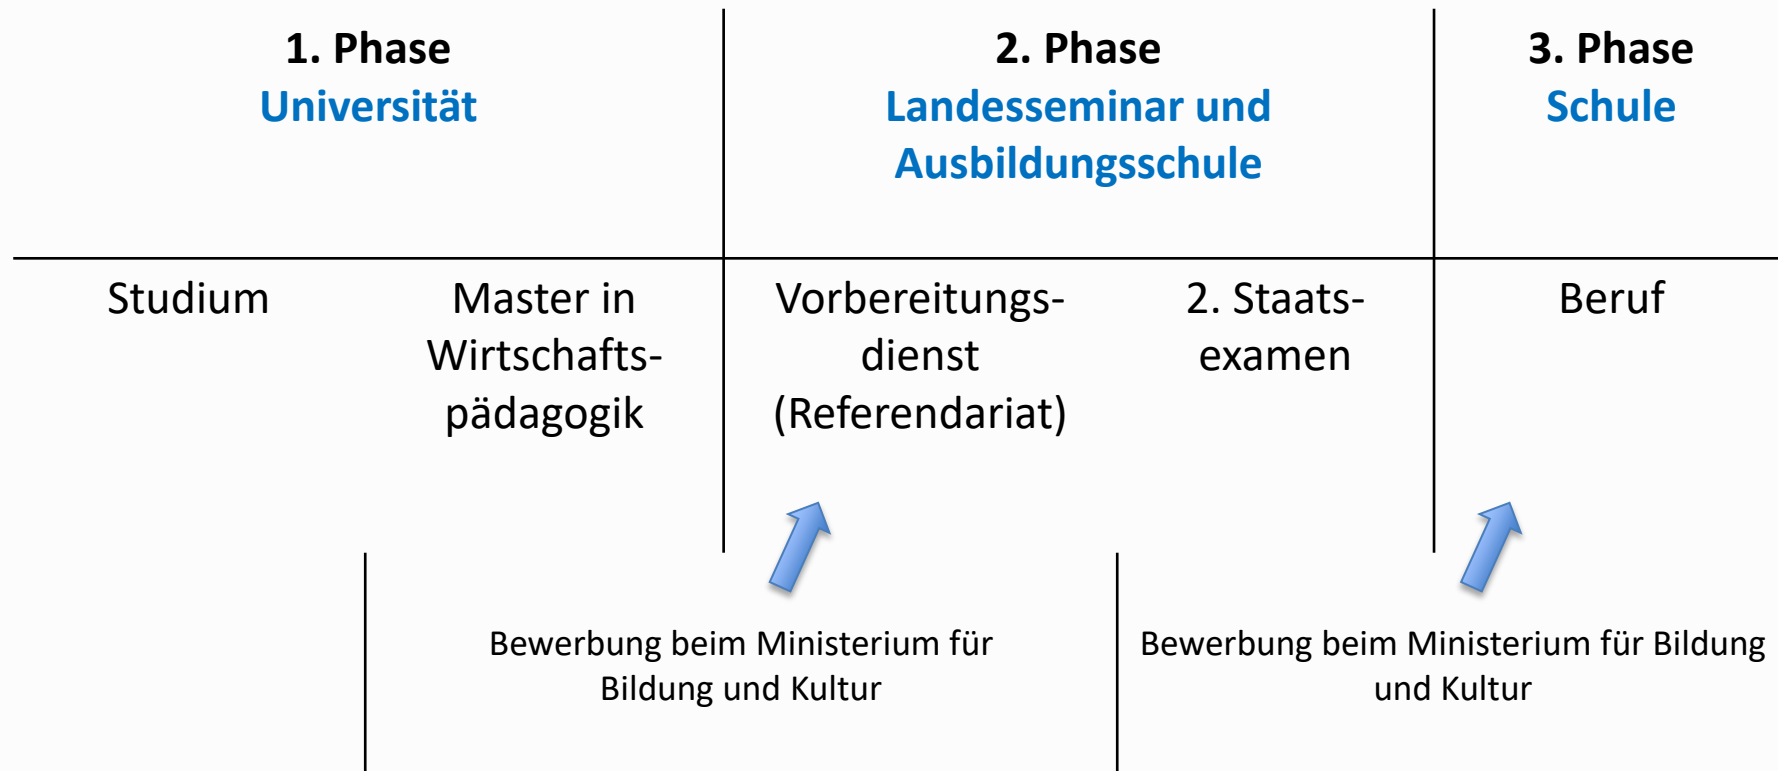 1. Phase
Universität
2. Phase
Landesseminar und
Ausbildungsschule
3. Phase
Schule
Studium
Master in
Wirtschafts-
pädagogik
Vorbereitungs-
dienst
(Referendariat)
2. Staats-
examen
Beruf
Bewerbung beim Ministerium für
Bildung und Kultur
Bewerbung beim Ministerium für Bildung
und Kultur